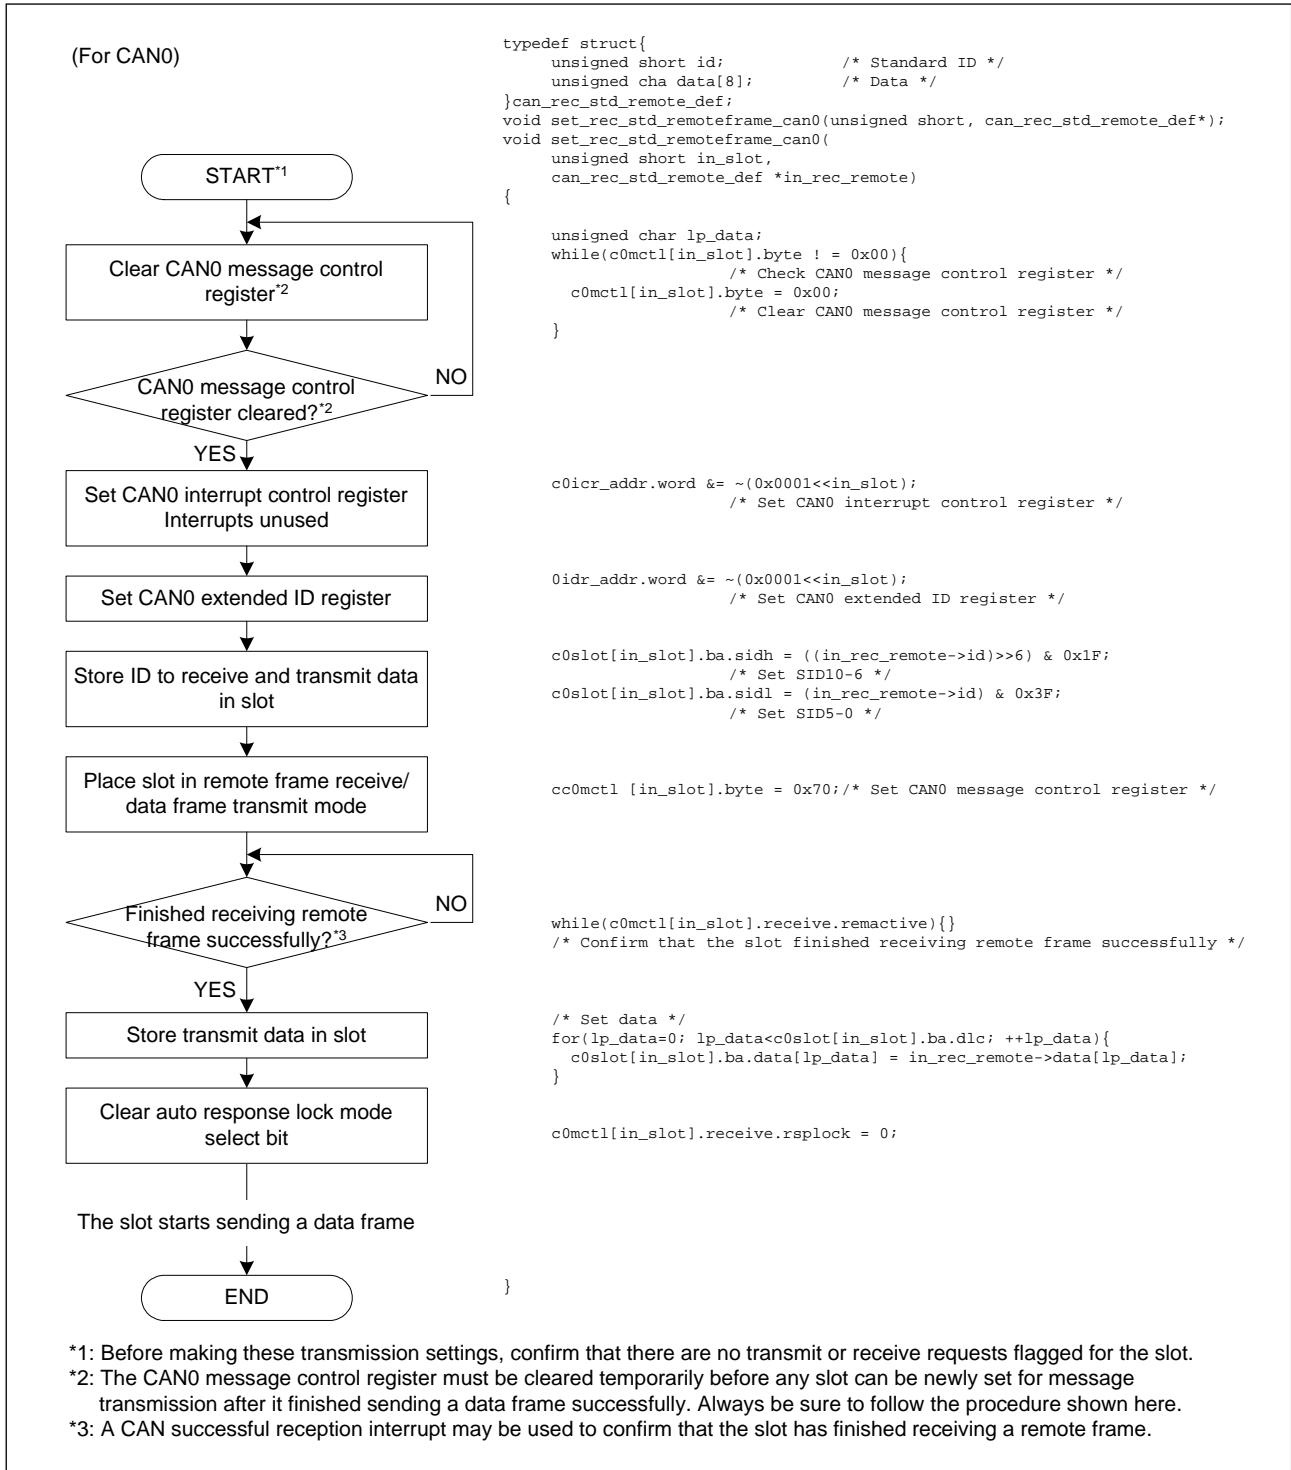 (For CAN0)
START*1
Clear CAN0 message control
register*2
CAN0 message control
register cleared?*2
NO
YES
Set CAN0 interrupt control register
Interrupts unused
Set CAN0 extended ID register
Store ID to receive and transmit data
in slot
Place slot in remote frame receive/
data frame transmit mode
Finished receiving remote
frame successfully?*3
NO
YES
Store transmit data in slot
Clear auto response lock mode
select bit
The slot starts sending a data frame
END
typedef struct{
unsigned short id; /* Standard ID */
unsigned cha data[8]; /* Data */
}can_rec_std_remote_def;
void set_rec_std_remoteframe_can0(unsigned short, can_rec_std_remote_def*);
void set_rec_std_remoteframe_can0(
unsigned short in_slot,
can_rec_std_remote_def *in_rec_remote)
{
unsigned char lp_data;
while(c0mctl[in_slot].byte ! = 0x00){
/* Check CAN0 message control register */
c0mctl[in_slot].byte = 0x00;
/* Clear CAN0 message control register */
}
c0icr_addr.word &= ~(0x0001<<in_slot);
/* Set CAN0 interrupt control register */
0idr_addr.word &= ~(0x0001<<in_slot);
/* Set CAN0 extended ID register */
c0slot[in_slot].ba.sidh = ((in_rec_remote->id)>>6) & 0x1F;
/* Set SID10-6 */
c0slot[in_slot].ba.sidl = (in_rec_remote->id) & 0x3F;
/* Set SID5-0 */
cc0mctl [in_slot].byte = 0x70;/* Set CAN0 message control register */
while(c0mctl[in_slot].receive.remactive){}
/* Confirm that the slot finished receiving remote frame successfully */
/* Set data */
for(lp_data=0; lp_data<c0slot[in_slot].ba.dlc; ++lp_data){
c0slot[in_slot].ba.data[lp_data] = in_rec_remote->data[lp_data];
}
c0mctl[in_slot].receive.rsplock = 0;
}
*1: Before making these transmission settings, confirm that there are no transmit or receive requests flagged for the slot.
*2: The CAN0 message control register must be cleared temporarily before any slot can be newly set for message
transmission after it finished sending a data frame successfully. Always be sure to follow the procedure shown here.
*3: A CAN successful reception interrupt may be used to confirm that the slot has finished receiving a remote frame.